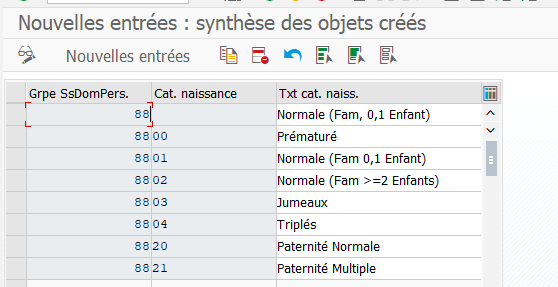 Nouvelles entrées : synthèse des objets créés
Nouvelles entrées
Grpe SsDomPers. Cat. naissance Txt cat. naiss.
88 Normale (Fam, 0,1 Enfant)
88 00 Prématuré
88 01 Normale (Fam 0,1 Enfant)
88 02 Normale (Fam >=2 Enfants)
88 03 Jumeaux
88 04 Triplés
88 20 Paternité Normale
88 21 Paternité Multiple